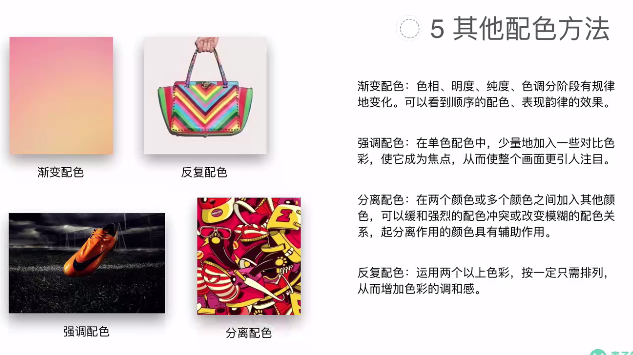 5 其他配色方法
渐变配色：色相、明度、纯度、色调分阶段有规律
地变化。可以看到顺序的配色、表现韵律的效果。
强调配色：在单色配色中，少量地加入一些对比色
彩，使它成为焦点，从而使整个画面更引人注目。
分离配色：在两个颜色或多个颜色之间加入其他颜
色，可以缓和强烈的配色冲突或改变模糊的配色关
系，起分离作用的颜色具有辅助作用。
反复配色：运用两个以上色彩，按一定只需排列，
从而增加色彩的调和感。
渐变配色
反复配色
强调配色
分离配色